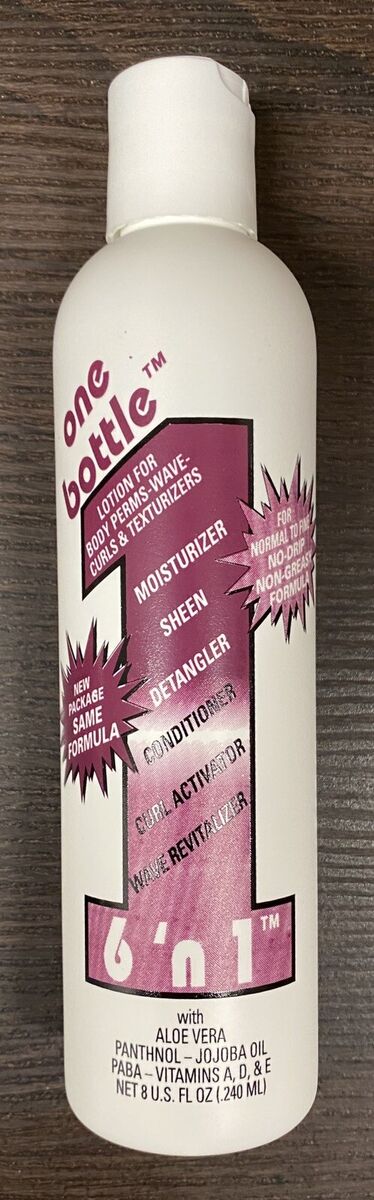 one
bottle™
LOTION FOR
BODY PERMS-WAVE-
CURLS & TEXTURIZERS
MOISTURIZER
SHEEN
DETANGLER
CONDITIONER
CURL ACTIVATOR
WAVE REVITALIZER
FOR
NORMAL TO FINE
NO-DRIP
NON-GREASY
FORMULA
NEW
PACKAGE
SAME
FORMULA
6 'n 1™
with
ALOE VERA
PANTHNOL – JOJOBA OIL
PABA – VITAMINS A, D, & E
NET 8 U.S. FL OZ (.240 ML)